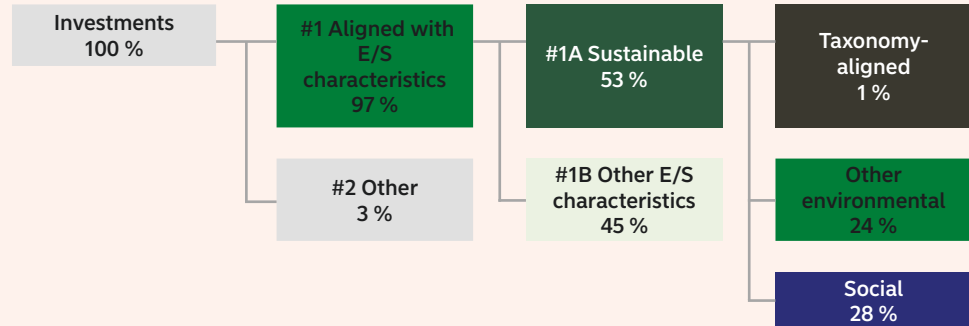 Investments
100 %
#1 Aligned with
E/S
characteristics
97 %
#2 Other
3 %
#1A Sustainable
53 %
#1B Other E/S
characteristics
45 %
Taxonomy-
aligned
1 %
Other
environmental
24 %
Social
28 %